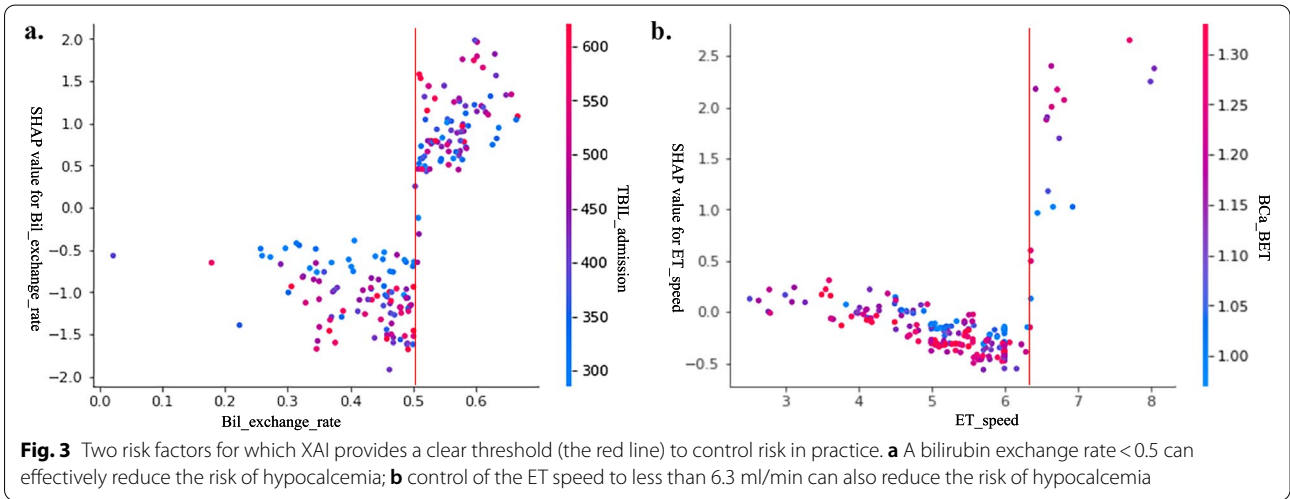 a.
2.0
1.5
1.0
0.5
0.0
−0.5
−1.0
−1.5
−2.0
SHAP value for Bil_exchange_rate
0.0 0.1 0.2 0.3 0.4 0.5 0.6
Bil_exchange_rate
600
550
500
450
400
350
300
TBIL_admission
b.
2.5
2.0
1.5
1.0
0.5
0.0
−0.5
SHAP value for ET_speed
3 4 5 6 7 8
ET_speed
1.30
1.25
1.20
1.15
1.10
1.05
1.00
BCa_BET
Fig. 3 Two risk factors for which XAI provides a clear threshold (the red line) to control risk in practice. a A bilirubin exchange rate < 0.5 can
effectively reduce the risk of hypocalcemia; b control of the ET speed to less than 6.3 ml/min can also reduce the risk of hypocalcemia